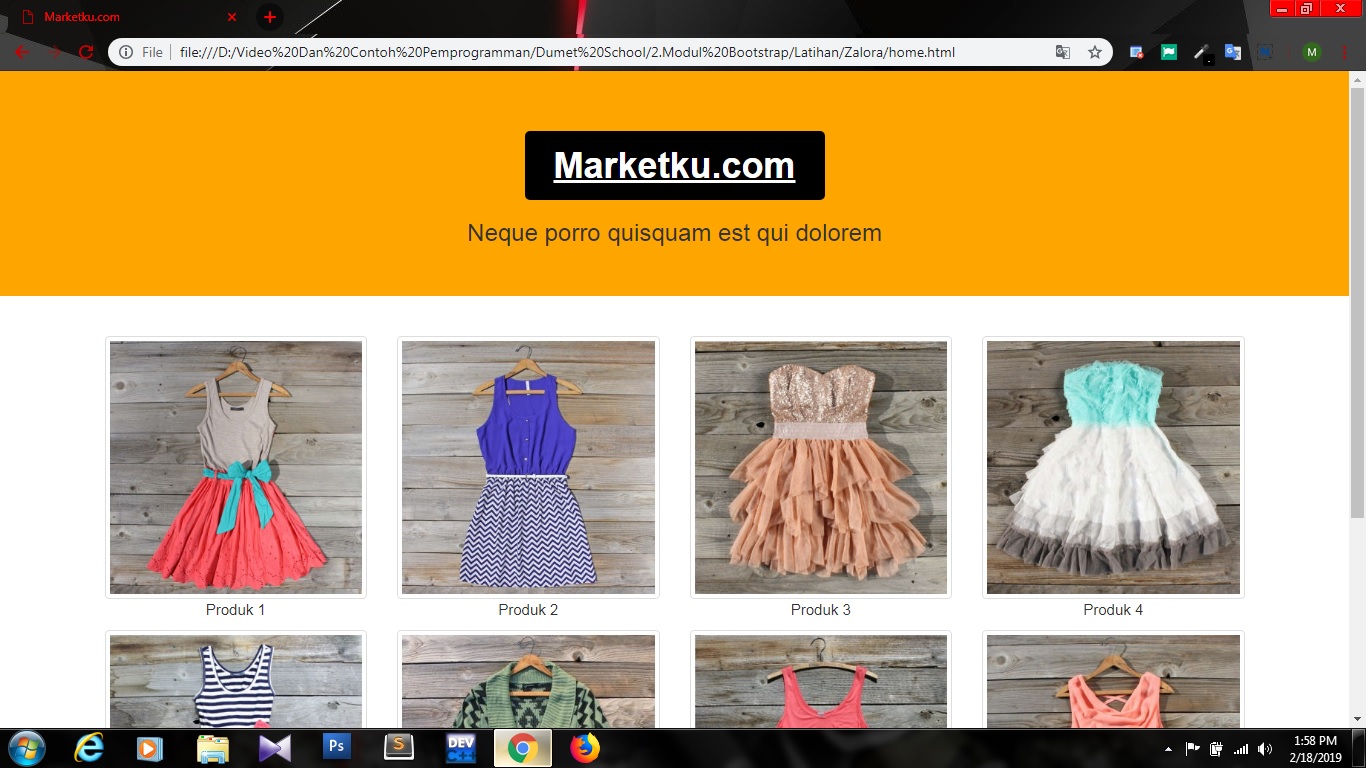 Marketku.com
File
file:///D:/Video%20Dan%20Contoh%20Pemprogramman/Dumet%20School/2.Modul%20Bootstrap/Latihan/Zalora/home.html
M
Marketku.com
Neque porro quisquam est qui dolorem
Produk 1
Produk 2
Produk 3
Produk 4
Ps
S
DEV
C++
1:58 PM
2/18/2019